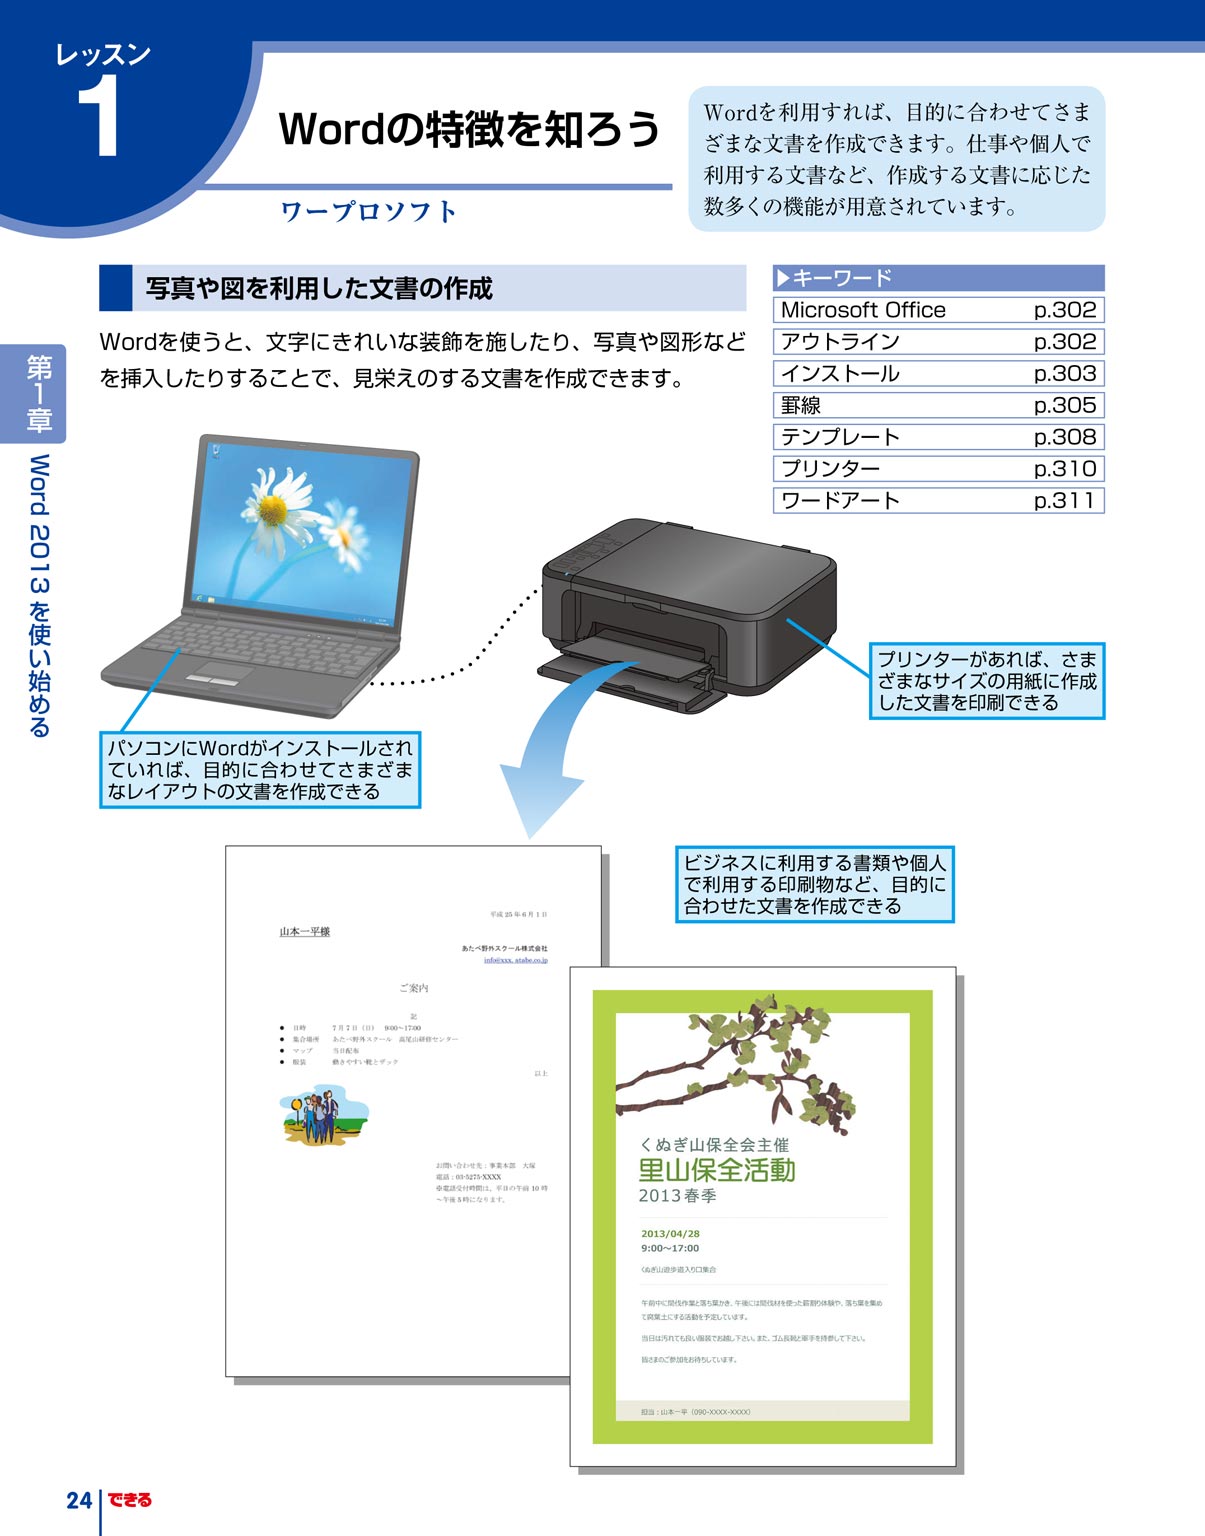 レッスン
1
Wordの特徴を知ろう
ワープロソフト
Wordを利用すれば、目的に合わせてさま
ざまな文書を作成できます。仕事や個人で
利用する文書など、作成する文書に応じた
数多くの機能が用意されています。
写真や図を利用した文書の作成
Wordを使うと、文字にきれいな装飾を施したり、写真や図形など
を挿入したりすることで、見栄えのする文書を作成できます。
▶キーワード
Microsoft Office p.302
アウトライン p.302
インストール p.303
罫線 p.305
テンプレート p.308
プリンター p.310
ワードアート p.311
第1章
Word 2013を使い始める
プリンターがあれば、さま
ざまなサイズの用紙に作成
した文書を印刷できる
パソコンにWordがインストールされ
ていれば、目的に合わせてさまざま
なレイアウトの文書を作成できる
ビジネスに利用する書類や個人
で利用する印刷物など、目的に
合わせた文書を作成できる
平成25年6月1日
山本一平様
あたべ野外スクール株式会社
info@xxx.atabe.co.jp
ご案内
記
● 日時 7月7日（日） 9:00～17:00
● 集合場所 あたべ野外スクール 高尾山研修センター
● マップ 当日配布
● 服装 動きやすい靴とザック
以上
お問い合わせ先：事業本部 大塚
電話：03-5275-XXXX
※電話受付時間は、平日の午前10時
～午後5時になります。
くぬぎ山保全会主催
里山保全活動
2013春季
2013/04/28
9:00～17:00
くぬぎ山遊歩道入り口集合
午前中に間伐作業と落ち葉かき、午後には間伐材を使った薪割り体験や、落ち葉を集め
て腐葉土にする活動を予定しています。
当日は汚れても良い服装でお越し下さい。また、ゴム長靴と軍手を持参して下さい。
皆さまのご参加をお待ちしています。
担当：山本一平（090-XXXX-XXXX）
24 できる